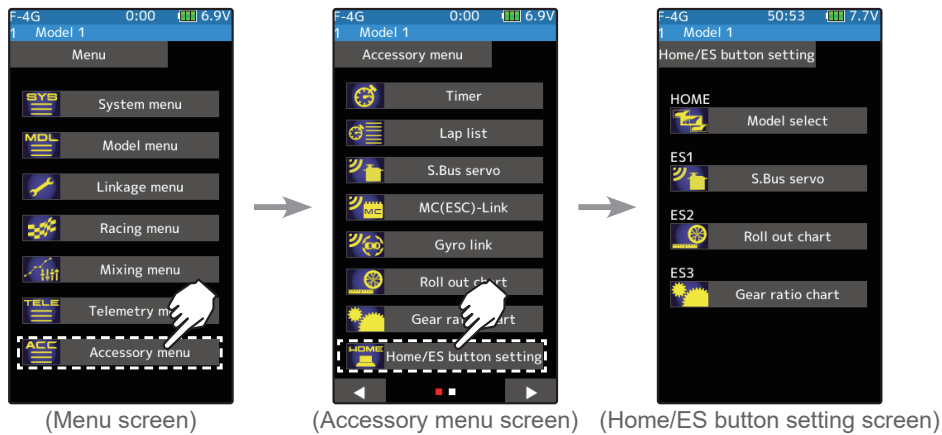 F-4G 0:00 6.9V
1 Model 1
Menu
SYS System menu
MDL Model menu
Linkage menu
Racing menu
Mixing menu
TELE Telemetry m
ACC Accessory menu
(Menu screen)
F-4G 0:00 6.9V
1 Model 1
Accessory menu
Timer
Lap list
S.Bus servo
MC MC(ESC)-Link
Gyro link
Roll out chart
Gear ratio chart
HOME Home/ES button setting
(Accessory menu screen)
F-4G 50:53 7.7V
1 Model 1
Home/ES button setting
HOME
Model select
ES1
S.Bus servo
ES2
Roll out chart
ES3
Gear ratio chart
(Home/ES button setting screen)